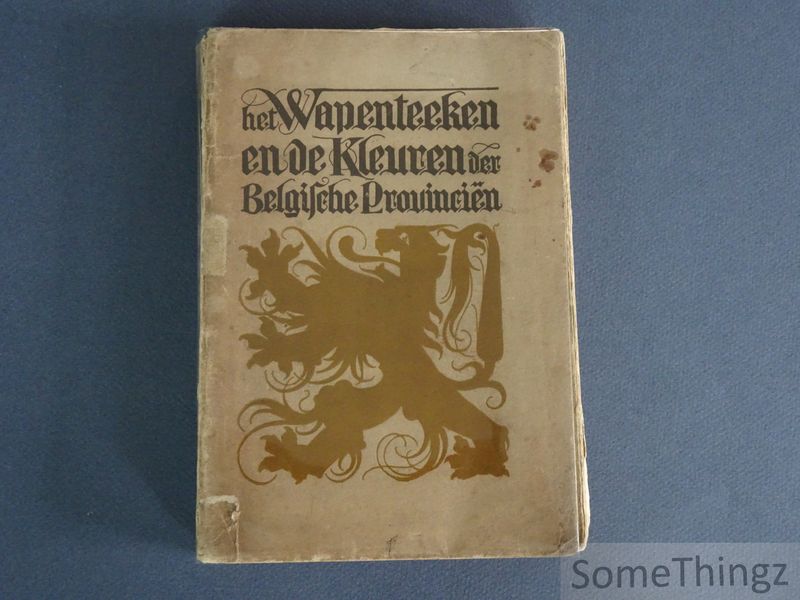 het Wapenteeken
en de Kleuren der
Belgische Provinciën
SomeThingz